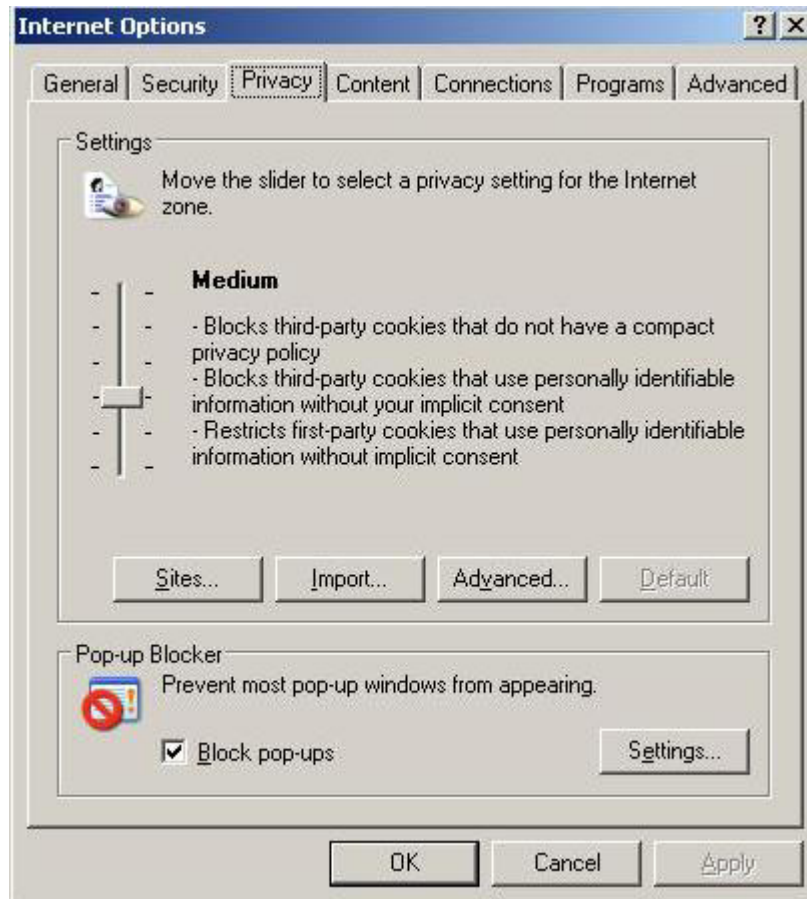 Internet Options
General Security Privacy Content Connections Programs Advanced
Settings
Move the slider to select a privacy setting for the Internet
zone.
Medium
- Blocks third-party cookies that do not have a compact
privacy policy
- Blocks third-party cookies that use personally identifiable
information without your implicit consent
- Restricts first-party cookies that use personally identifiable
information without implicit consent
Sites... Import... Advanced... Default
Pop-up Blocker
Prevent most pop-up windows from appearing.
Block pop-ups Settings...
OK Cancel Apply